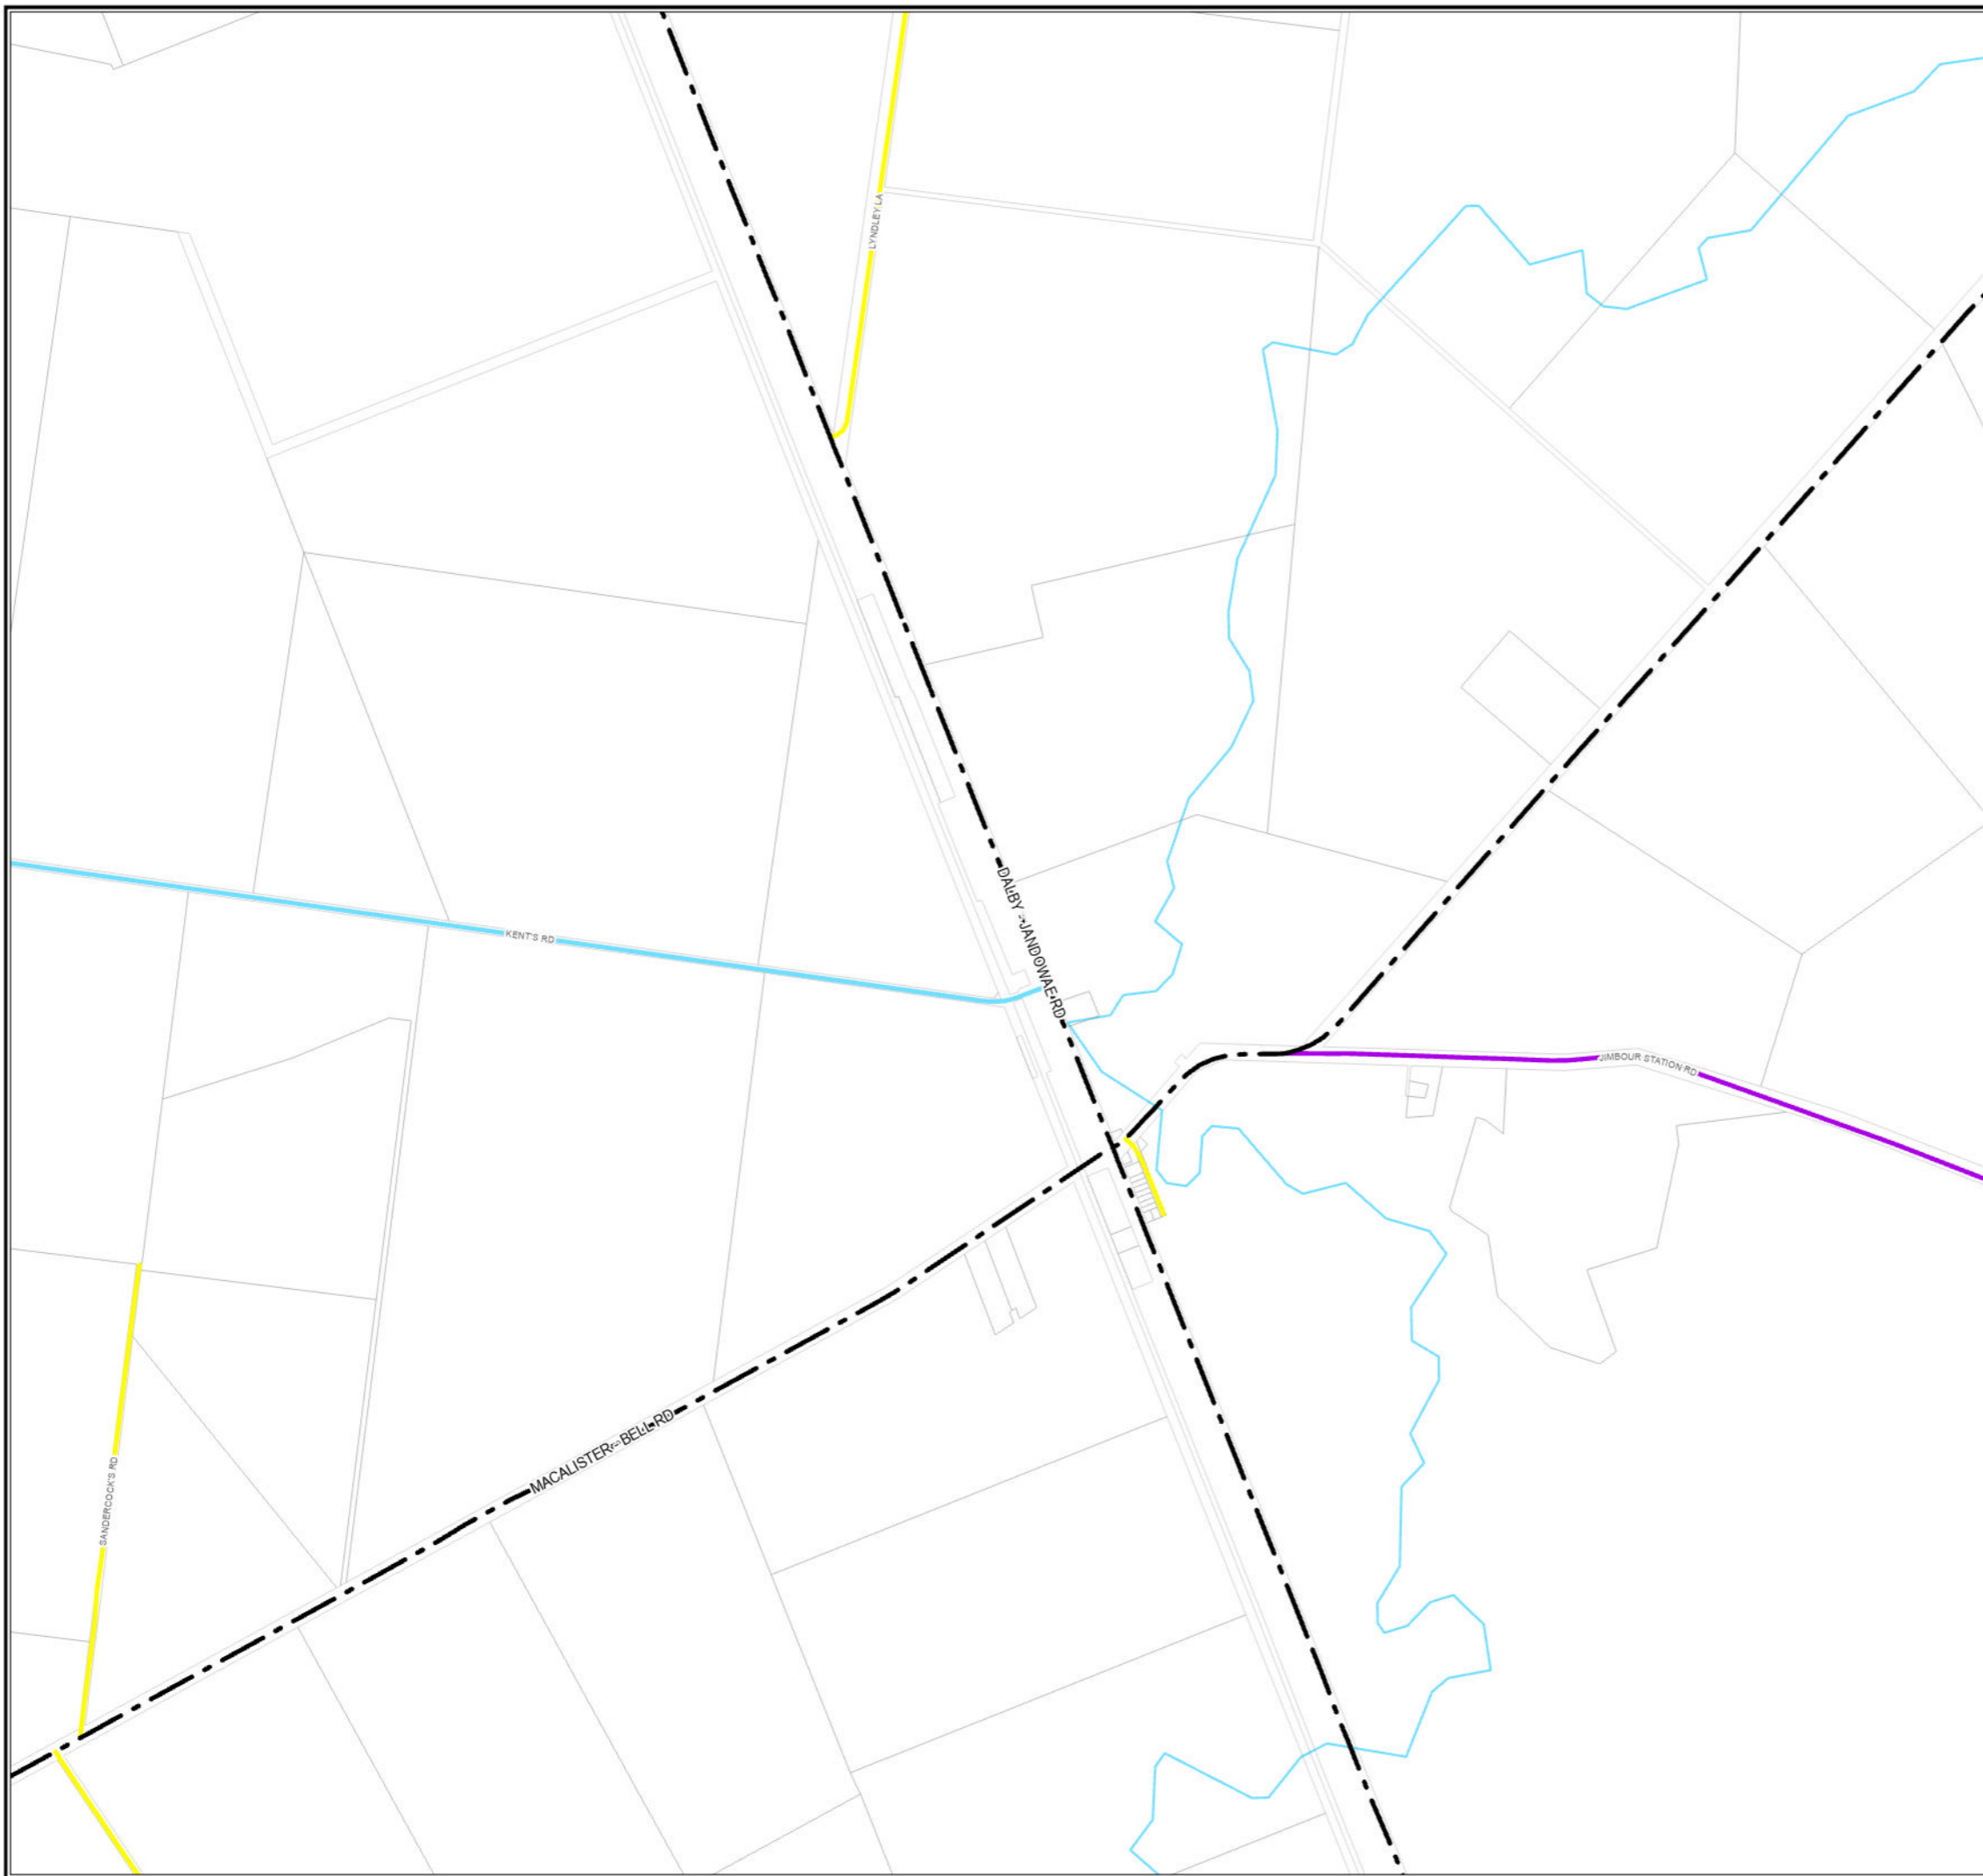 LYNDLEY LA
DALBY - JANDOWAE RD
KENT'S RD
JIMBOUR STATION RD
MACALISTER - BELL RD
SANDERCOCK'S RD